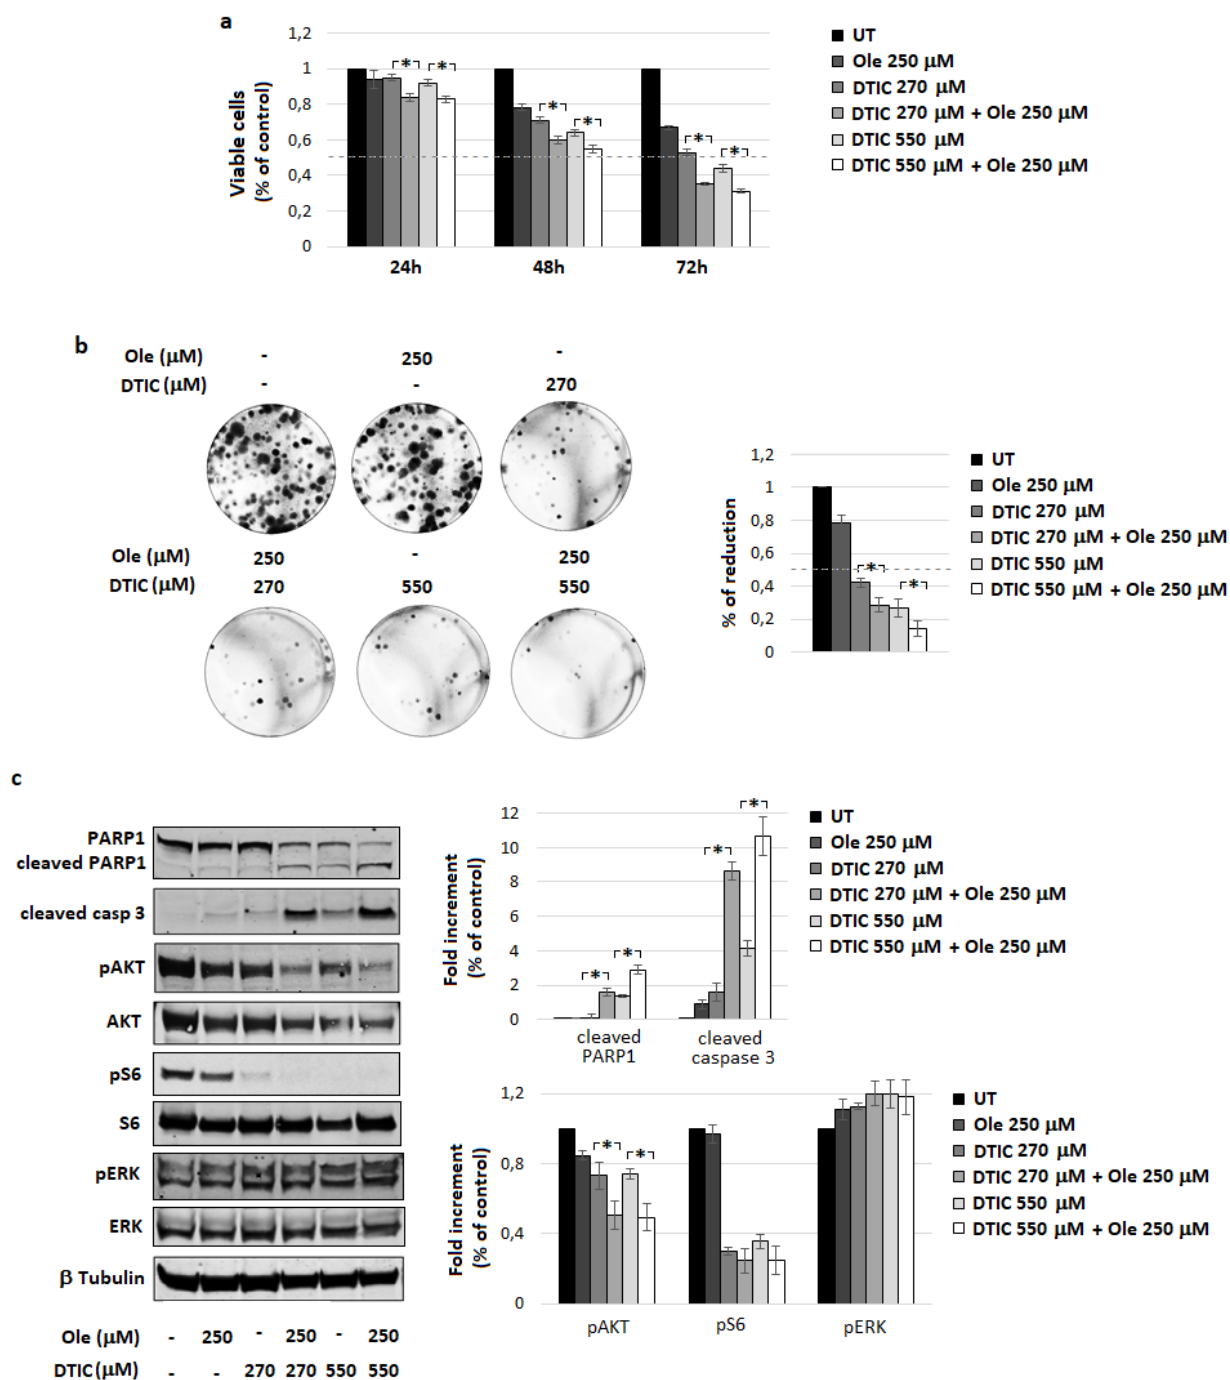 a
1,2
1
0,8
0,6
0,4
0,2
0
Viable cells
(% of control)
* *
* *
* *
24h 48h 72h
UT
Ole 250 μM
DTIC 270 μM
DTIC 270 μM + Ole 250 μM
DTIC 550 μM
DTIC 550 μM + Ole 250 μM
b
Ole (μM) - 250 -
DTIC (μM) - - 270
Ole (μM) 250 - 250
DTIC (μM) 270 550 550
1,2
1
0,8
0,6
0,4
0,2
0
% of reduction
* *
UT
Ole 250 μM
DTIC 270 μM
DTIC 270 μM + Ole 250 μM
DTIC 550 μM
DTIC 550 μM + Ole 250 μM
c
PARP1
cleaved PARP1
cleaved casp 3
pAKT
AKT
pS6
S6
pERK
ERK
β Tubulin
Ole (μM) - 250 - 250 - 250
DTIC (μM) - - 270 270 550 550
12
10
8
6
4
2
0
Fold increment
(% of control)
* *
* *
cleaved
PARP1
cleaved
caspase 3
UT
Ole 250 μM
DTIC 270 μM
DTIC 270 μM + Ole 250 μM
DTIC 550 μM
DTIC 550 μM + Ole 250 μM
1,2
0,8
0,4
0
Fold increment
(% of control)
* *
pAKT pS6 pERK
UT
Ole 250 μM
DTIC 270 μM
DTIC 270 μM + Ole 250 μM
DTIC 550 μM
DTIC 550 μM + Ole 250 μM